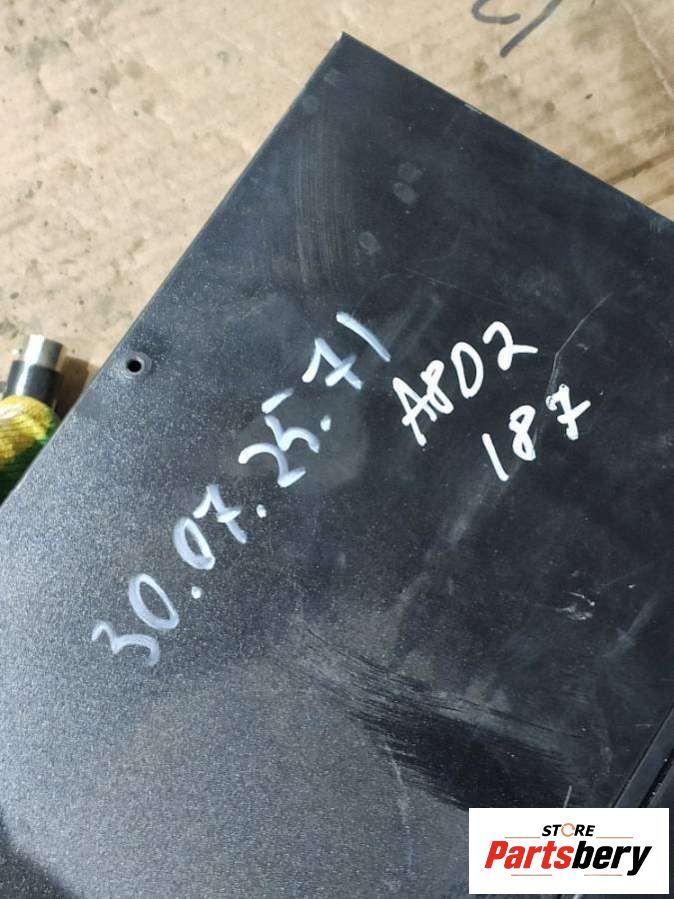 30.07.25.71
A8D2
187
STORE
Partsbery